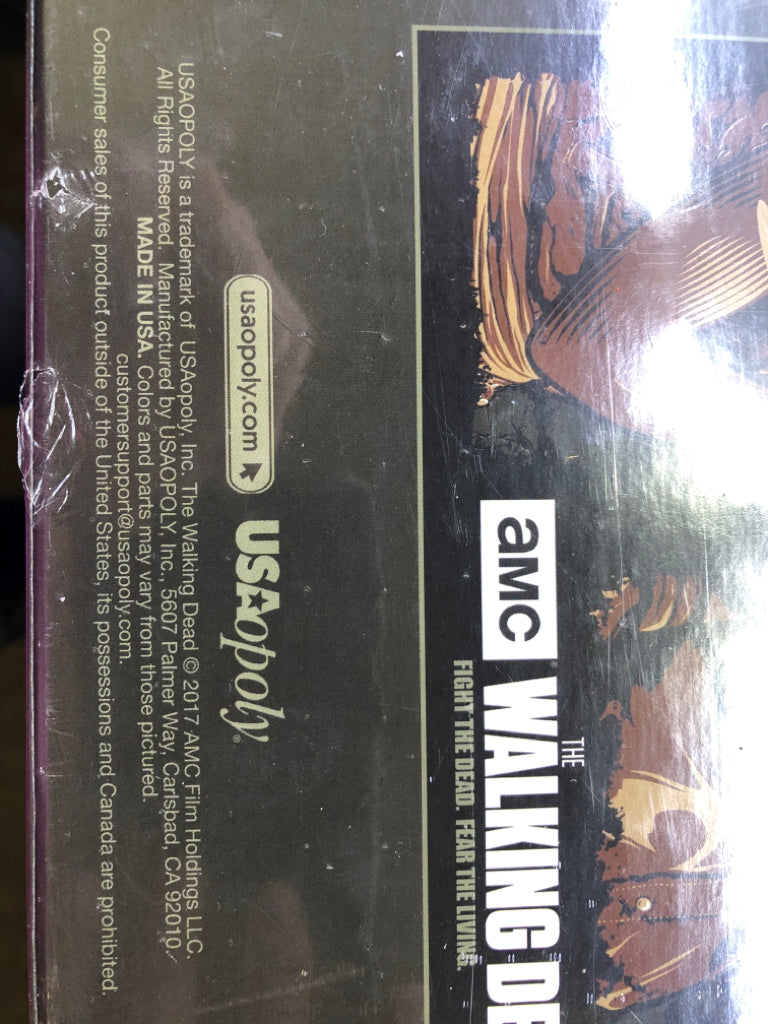 aMC
THE
WALKING DE
FIGHT THE DEAD. FEAR THE LIVING.
usaopoly.com
USAopoly®
USAOPOLY is a trademark of USAopoly, Inc. The Walking Dead © 2017 AMC Film Holdings LLC.
All Rights Reserved. Manufactured by USAOPOLY, Inc., 5607 Palmer Way, Carlsbad, CA 92010
MADE IN USA. Colors and parts may vary from those pictured.
customersupport@usaopoly.com.
Consumer sales of this product outside of the United States, its possessions and Canada are prohibited.